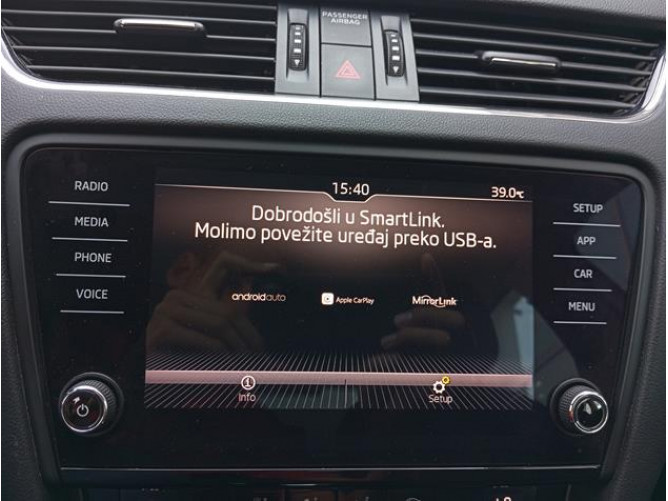 PASSENGER
AIRBAG
RADIO
MEDIA
PHONE
VOICE
15:40
39.0°C
Dobrodošli u SmartLink.
Molimo povežite uređaj preko USB-a.
androidauto
Apple CarPlay
MirrorLink
Info
Setup
SETUP
APP
CAR
MENU